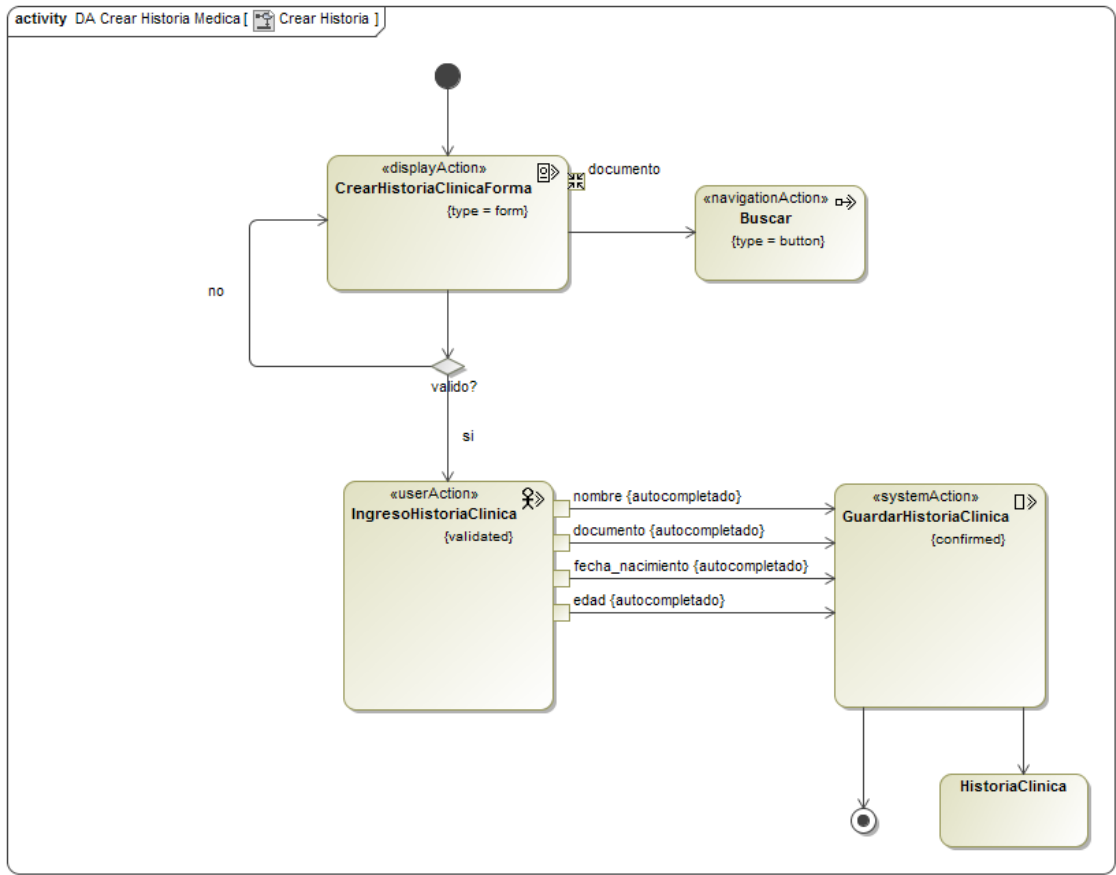 activity DA Crear Historia Medica [ Crear Historia ]
«displayAction»
CrearHistoriaClinicaForma
{type = form}
documento
«navigationAction»
Buscar
{type = button}
no
valido?
si
«userAction»
IngresoHistoriaClinica
{validated}
nombre {autocompletado}
documento {autocompletado}
fecha_nacimiento {autocompletado}
edad {autocompletado}
«systemAction»
GuardarHistoriaClinica
{confirmed}
HistoriaClinica